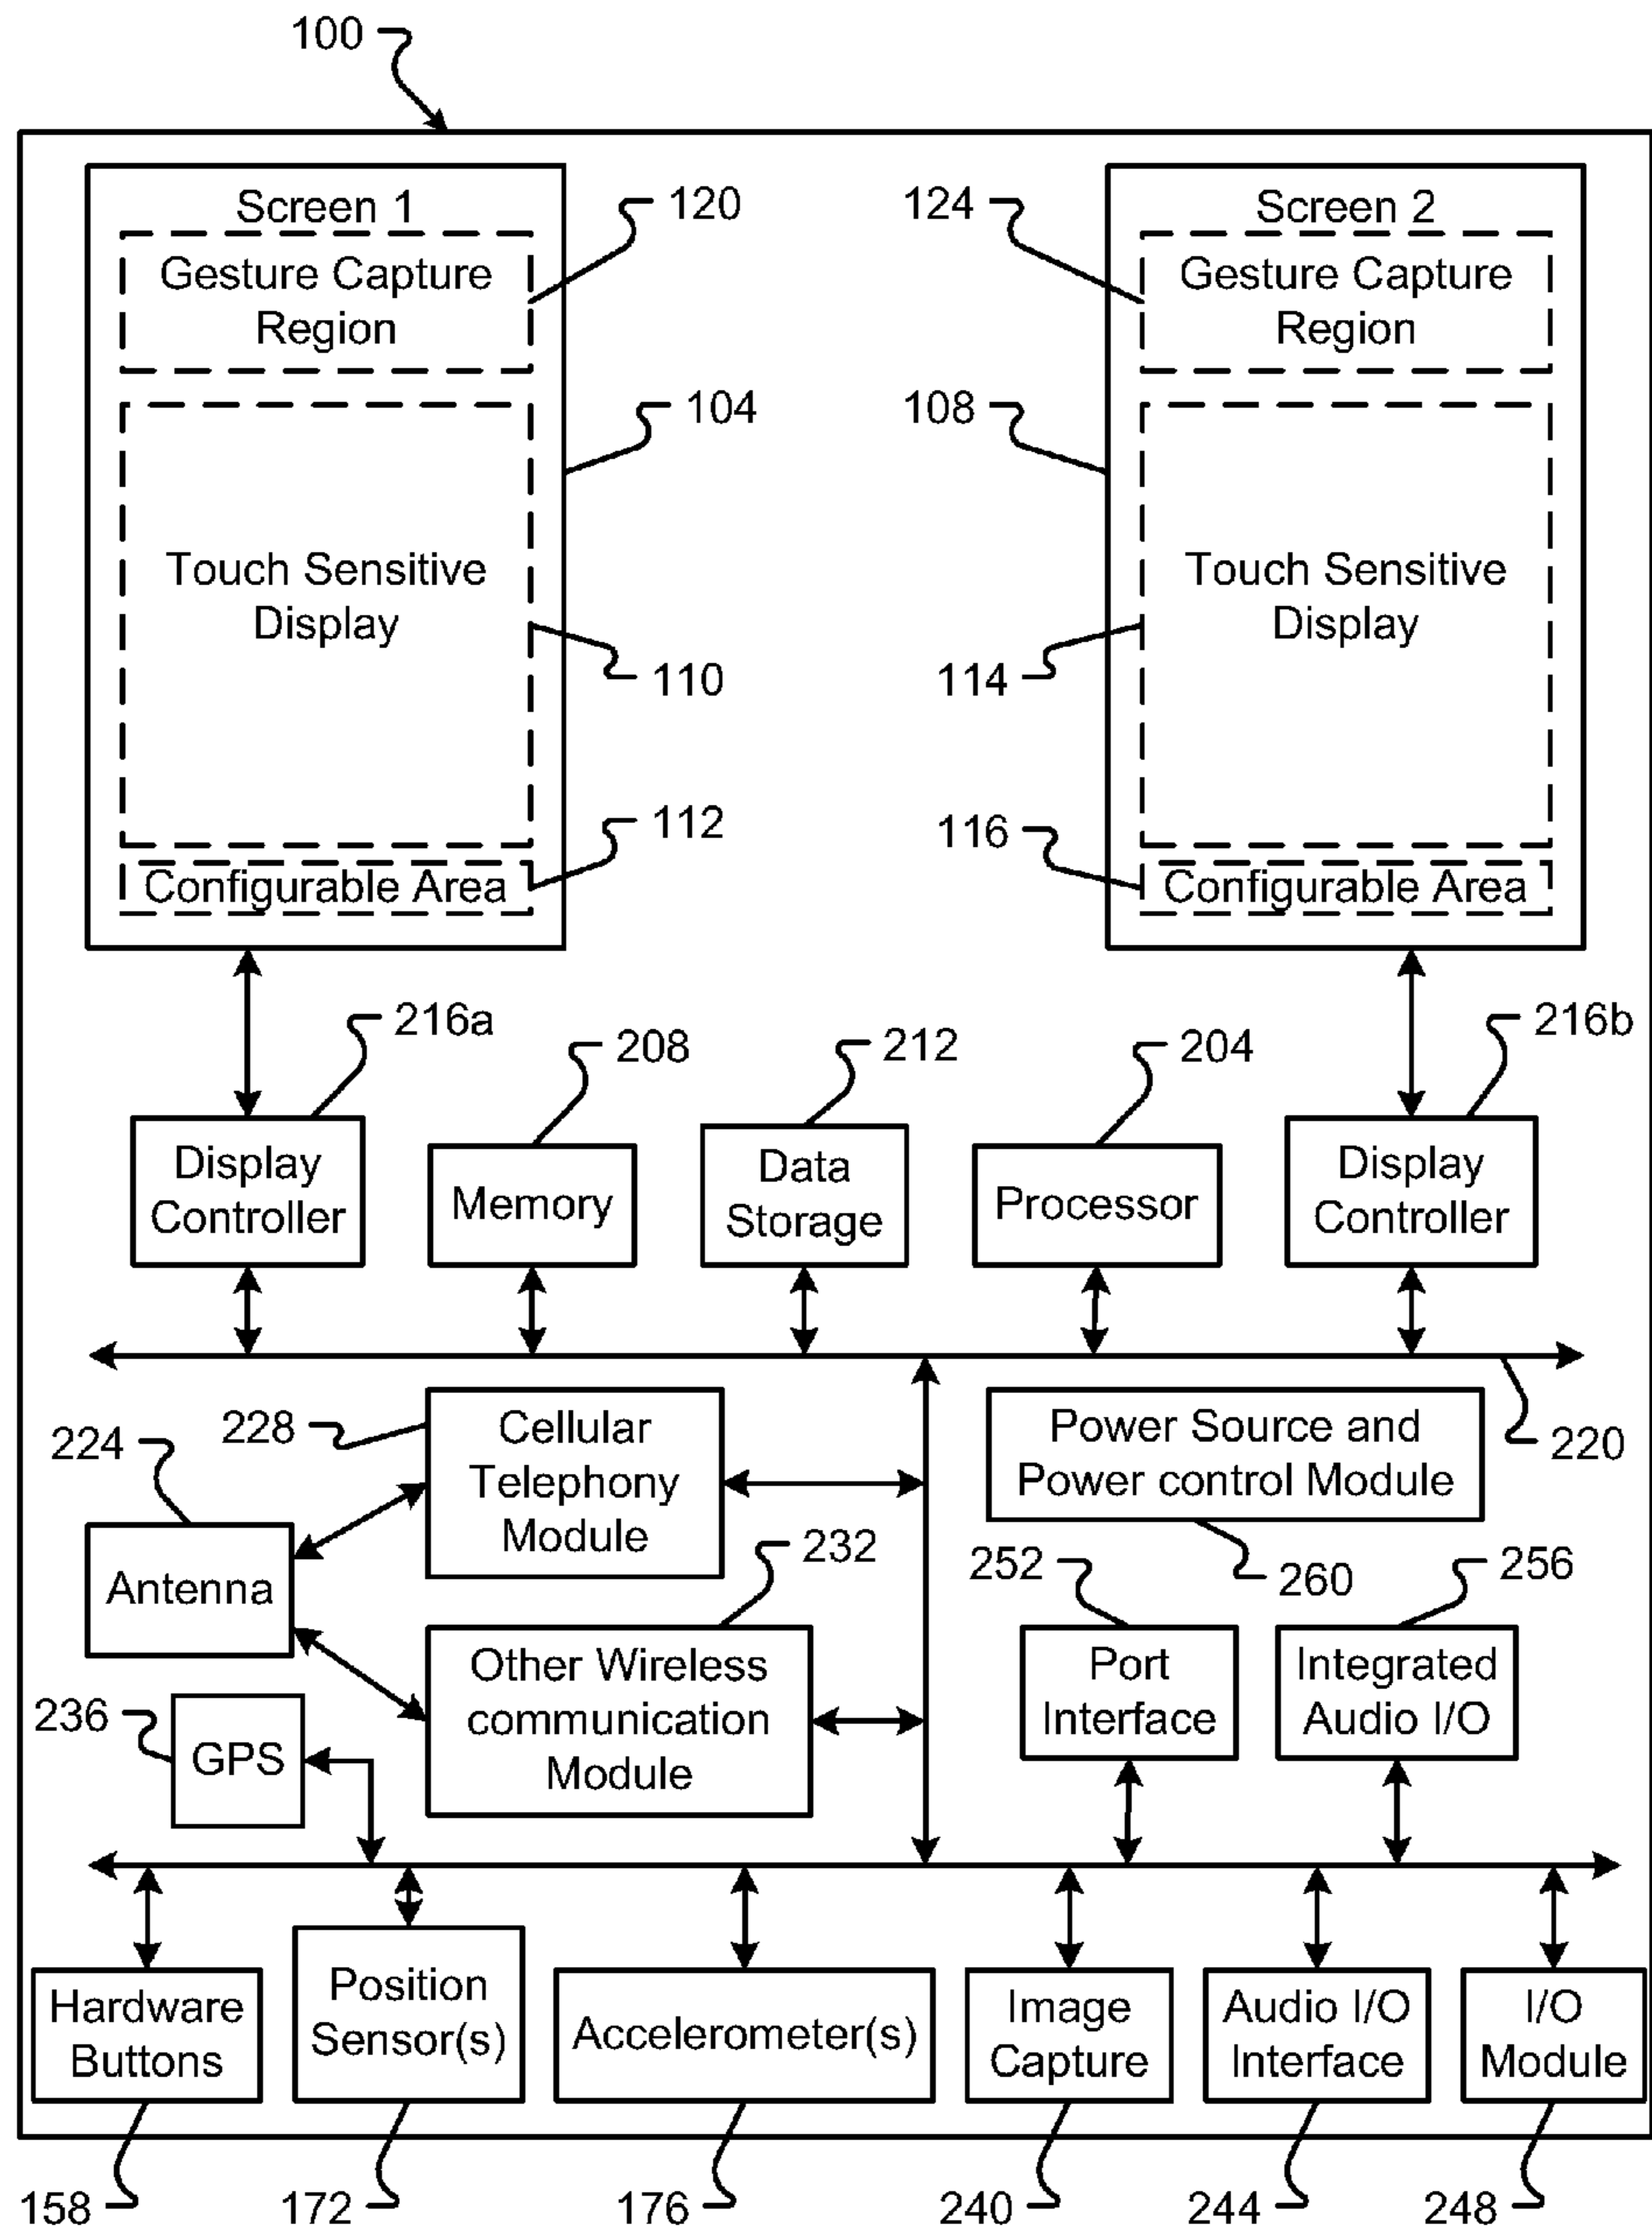 100
Screen 1
Gesture Capture
Region
120
104
Touch Sensitive
Display
110
112
Configurable Area
Screen 2
124
Gesture Capture
Region
108
Touch Sensitive
Display
114
116
Configurable Area
216a
208
212
204
216b
Display
Controller
Memory
Data
Storage
Processor
Display
Controller
220
224
228
Cellular
Telephony
Module
Power Source and
Power control Module
260
Antenna
232
Other Wireless
communication
Module
252
256
Port
Interface
Integrated
Audio I/O
236
GPS
Hardware
Buttons
Position
Sensor(s)
Accelerometer(s)
Image
Capture
Audio I/O
Interface
I/O
Module
158
172
176
240
244
248